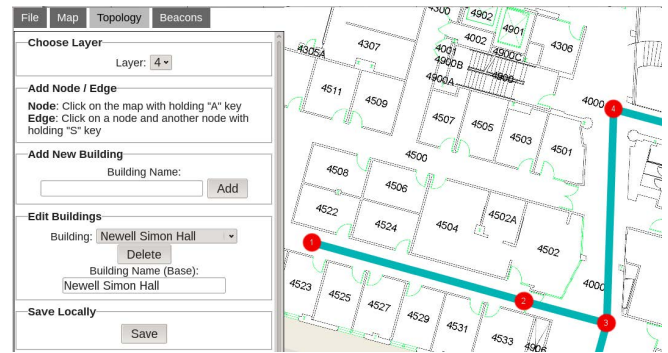 File Map Topology Beacons
Choose Layer
Layer: 4
Add Node / Edge
Node: Click on the map with holding "A" key
Edge: Click on a node and another node with
holding "S" key
Add New Building
Building Name:
Add
Edit Buildings
Building: Newell Simon Hall
Delete
Building Name (Base):
Newell Simon Hall
Save Locally
Save
4300
4902
4901
4002
4306
4307
4305A
4001
4900C
4900B
4900
4900A
4511
4509
4000
4
4507
4505
4503
4501
4500
4508
4506
4522
4524
4504
4502A
4502
1
4000
4523
4525
4527
4529
4531
4533
4906
2
3